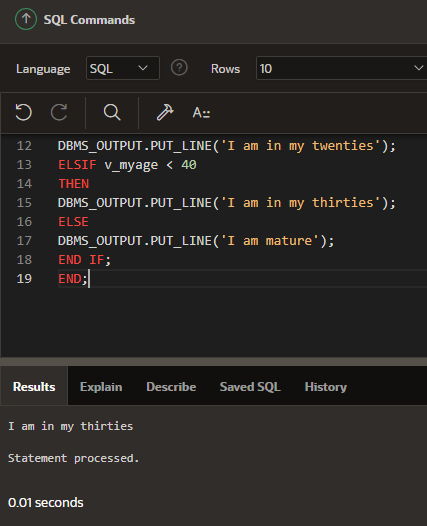 SQL Commands
Language SQL ? Rows 10
A::
12 DBMS_OUTPUT.PUT_LINE('I am in my twenties');
13 ELSIF v_myage < 40
14 THEN
15 DBMS_OUTPUT.PUT_LINE('I am in my thirties');
16 ELSE
17 DBMS_OUTPUT.PUT_LINE('I am mature');
18 END IF;
19 END;
Results Explain Describe Saved SQL History
I am in my thirties
Statement processed.
0.01 seconds